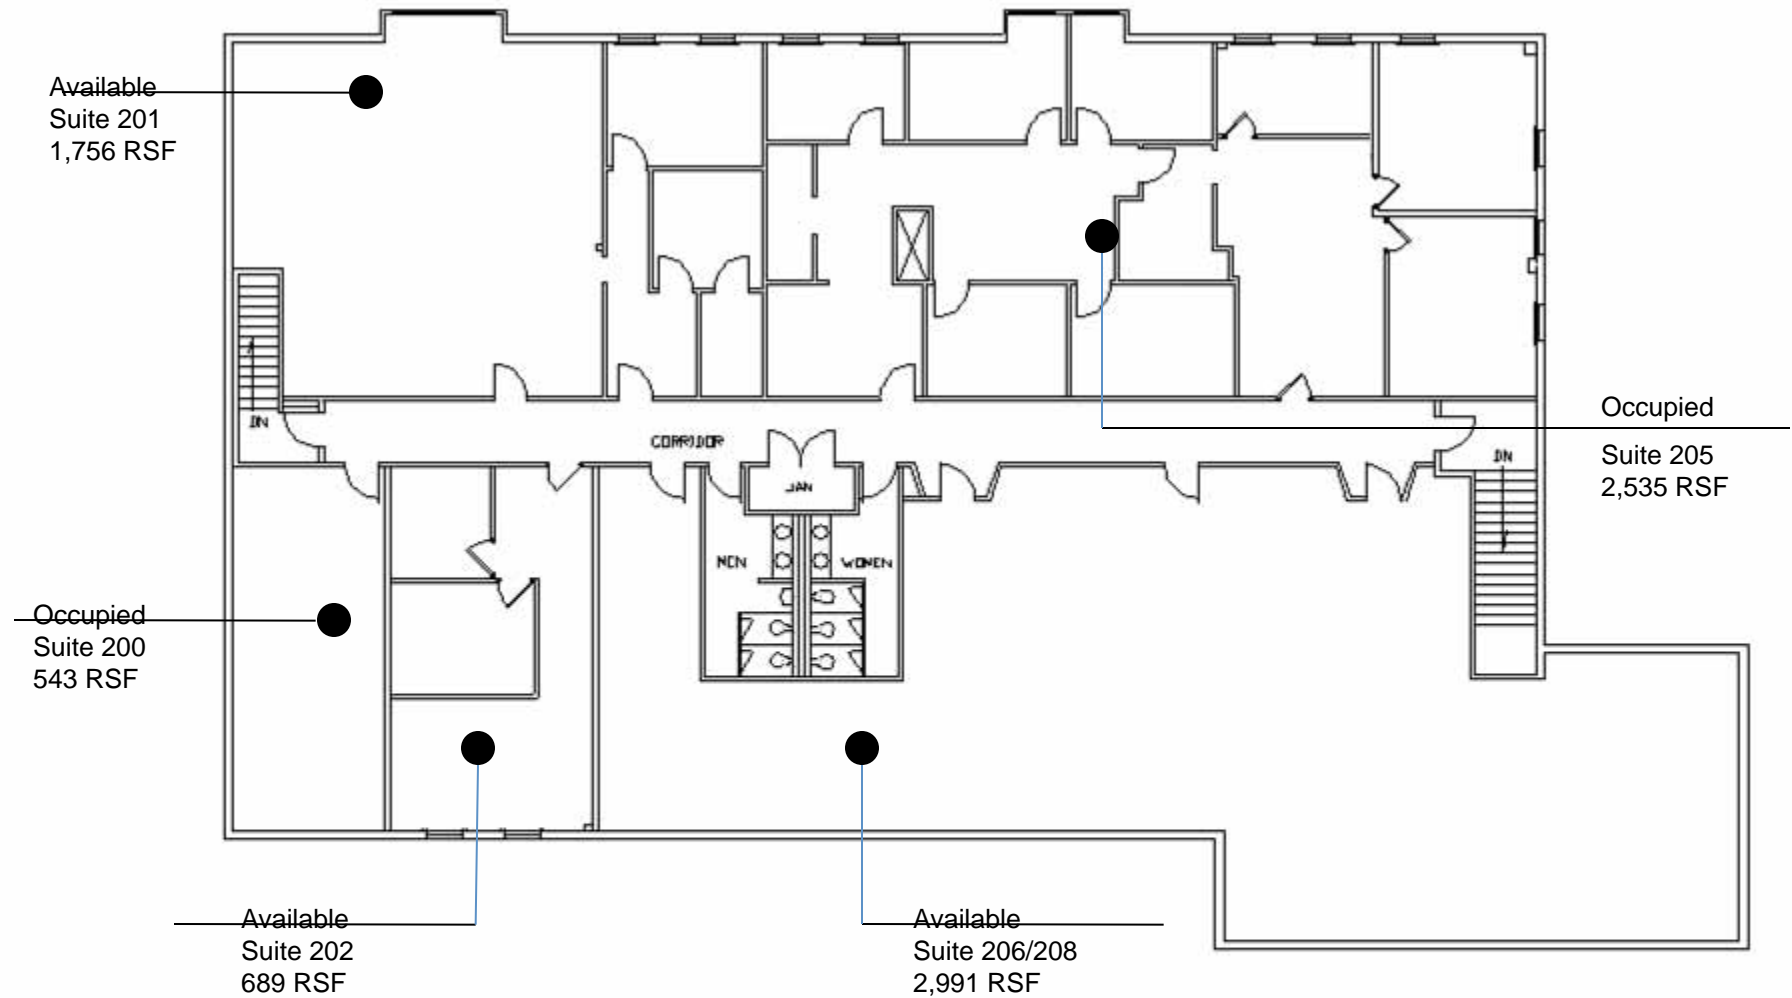 Available
Suite 201
1,756 RSF
DN
CORRIDOR
JAN
MEN
WOMEN
DN
Occupied
Suite 205
2,535 RSF
Occupied
Suite 200
543 RSF
Available
Suite 202
689 RSF
Available
Suite 206/208
2,991 RSF